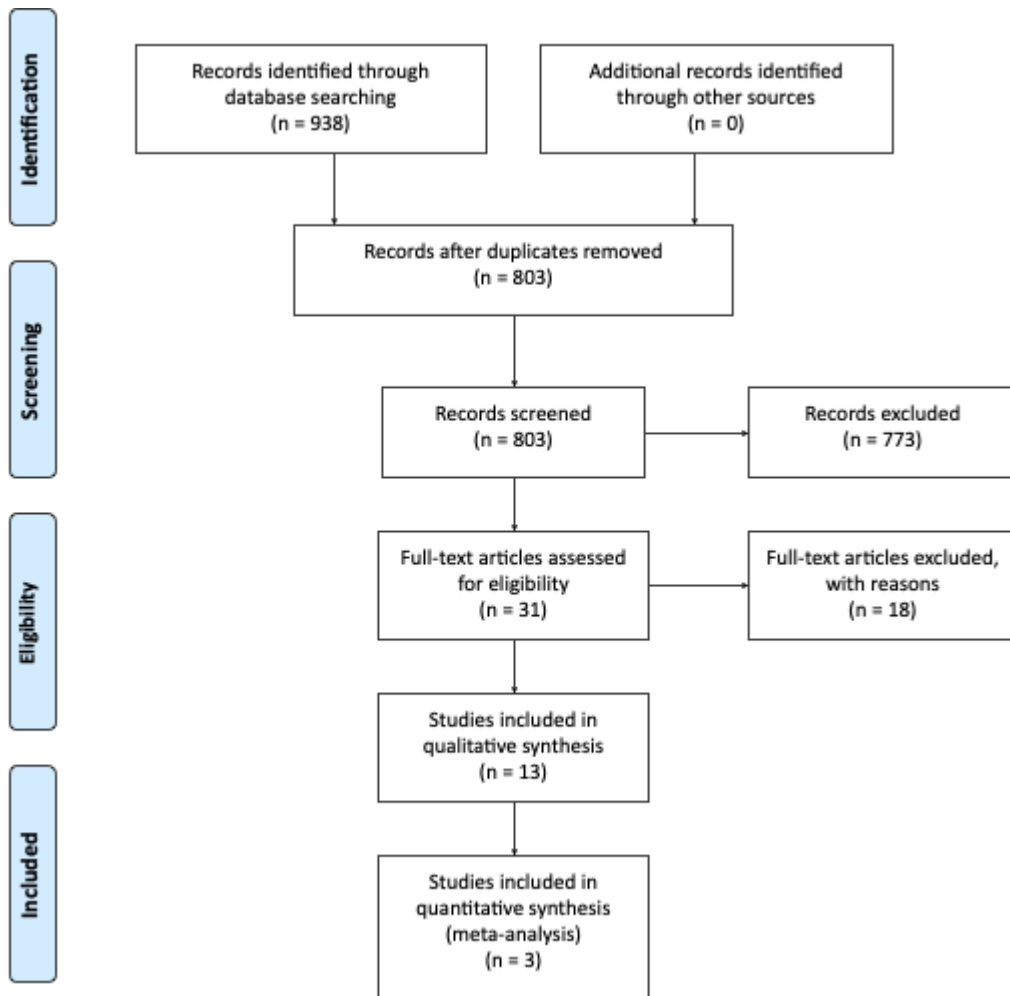 Identification
Records identified through
database searching
(n = 938)
Additional records identified
through other sources
(n = 0)
Records after duplicates removed
(n = 803)
Screening
Records screened
(n = 803)
Records excluded
(n = 773)
Eligibility
Full-text articles assessed
for eligibility
(n = 31)
Full-text articles excluded,
with reasons
(n = 18)
Studies included in
qualitative synthesis
(n = 13)
Included
Studies included in
quantitative synthesis
(meta-analysis)
(n = 3)